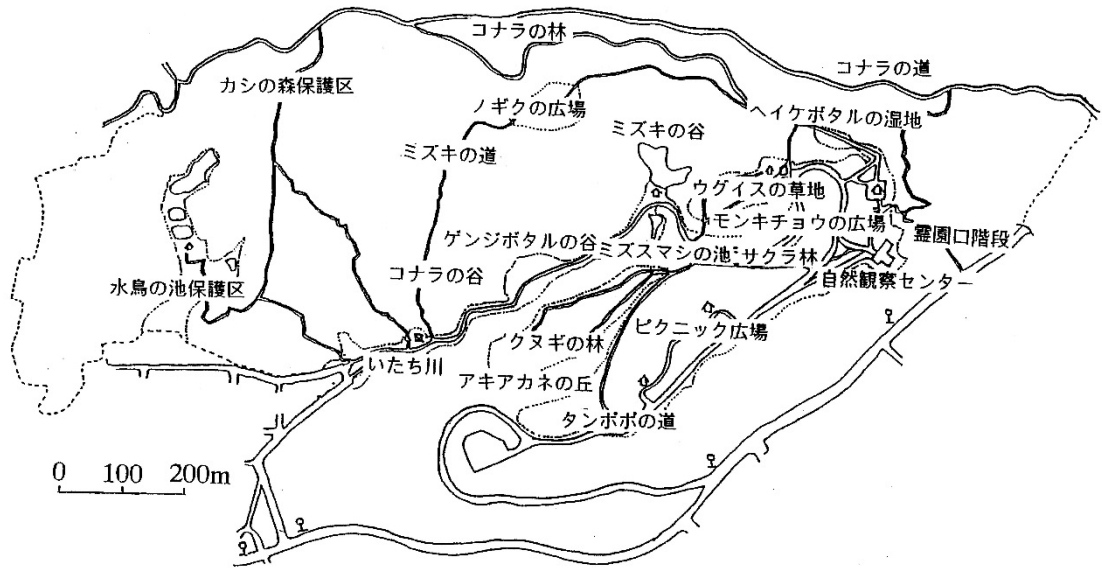 コナラの林
コナラの道
カシの森保護区
ノギクの広場
ヘイケボタルの湿地
ミズキの谷
ミズキの道
ウグイスの草地
モンキチョウの広場
霊園口階段
ゲンジボタルの谷
ミズスマシの池
サクラ林
コナラの谷
自然観察センター
水鳥の池保護区
ピクニック広場
クヌギの林
いたち川
アキアカネの丘
タンポポの道
0 100 200m